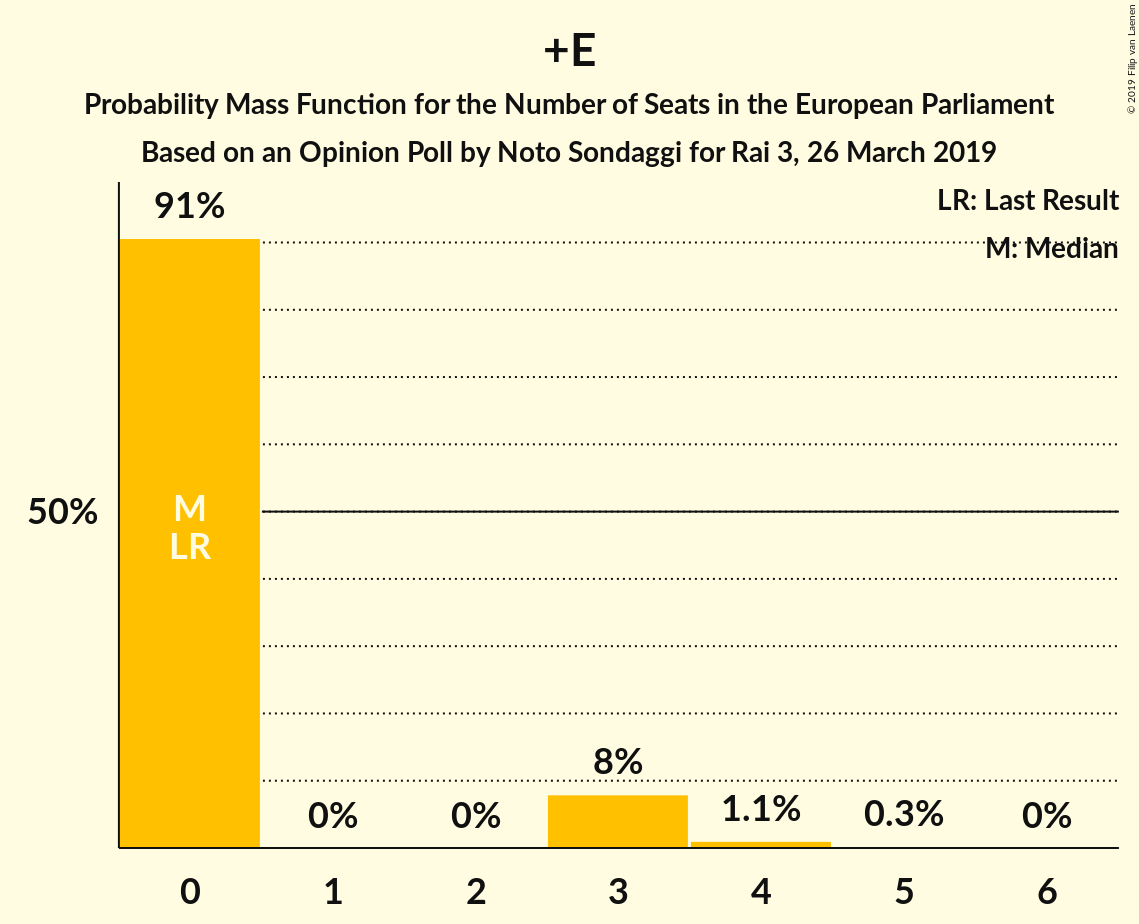 +E
Probability Mass Function for the Number of Seats in the European Parliament
Based on an Opinion Poll by Noto Sondaggi for Rai 3, 26 March 2019
© 2019 Filip van Laenen
LR: Last Result
M: Median
91%
50%
M
LR
8%
0%
0%
1.1%
0.3%
0%
0
1
2
3
4
5
6